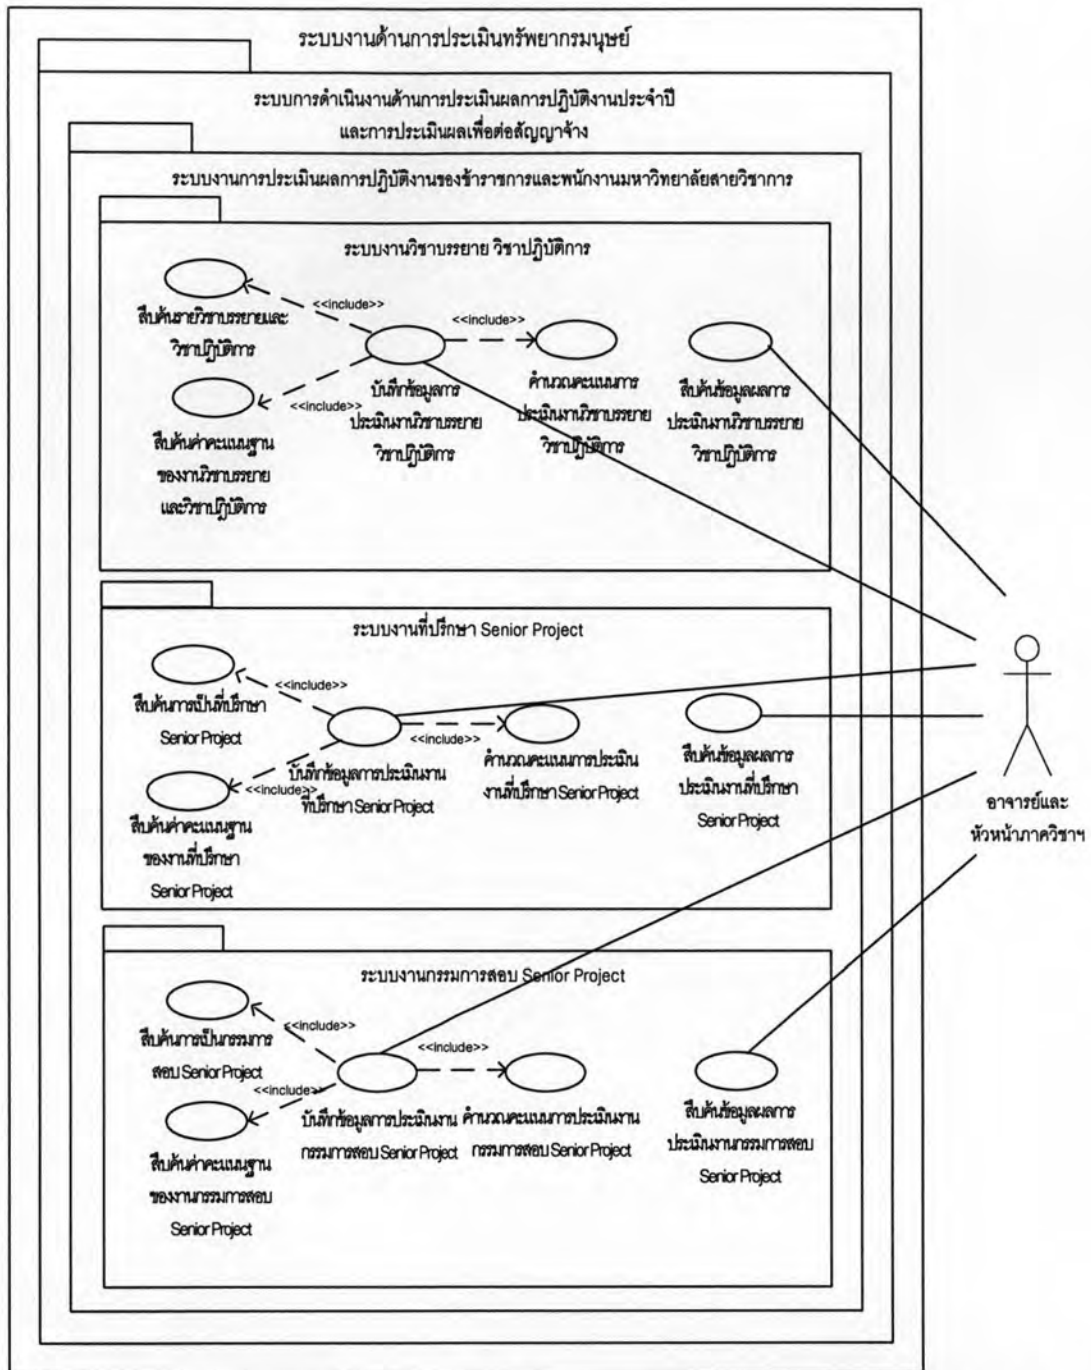 ระบบงานด้านการประเมินทรัพยากรมนุษย์
ระบบการดำเนินงานด้านการประเมินผลการปฏิบัติงานประจำปี
และการประเมินผลเพื่อต่อสัญญาจ้าง
ระบบงานการประเมินผลการปฏิบัติงานของข้าราชการและพนักงานมหาวิทยาลัยสายวิชาการ
ระบบงานวิชาบรรยาย วิชาปฏิบัติการ
<<include>>
<<include>>
<<include>>
สืบค้นรายวิชาบรรยายและ
วิชาปฏิบัติการ
บันทึกข้อมูลการ
ประเมินงานวิชาบรรยาย
วิชาปฏิบัติการ
คำนวณคะแนนการ
ประเมินงานวิชาบรรยาย
วิชาปฏิบัติการ
สืบค้นข้อมูลผลการ
ประเมินงานวิชาบรรยาย
วิชาปฏิบัติการ
สืบค้นค่าคะแนนฐาน
ของงานวิชาบรรยาย
และวิชาปฏิบัติการ
ระบบงานที่ปรึกษา Senior Project
<<include>>
<<include>>
<<include>>
สืบค้นการเป็นที่ปรึกษา
Senior Project
บันทึกข้อมูลการประเมินงาน
ที่ปรึกษา Senior Project
คำนวณคะแนนการประเมิน
งานที่ปรึกษา Senior Project
สืบค้นข้อมูลผลการ
ประเมินงานที่ปรึกษา
Senior Project
สืบค้นค่าคะแนนฐาน
ของงานที่ปรึกษา
Senior Project
อาจารย์และ
หัวหน้าภาควิชาฯ
ระบบงานกรรมการสอบ Senior Project
<<include>>
<<include>>
<<include>>
สืบค้นการเป็นกรรมการ
สอบ Senior Project
บันทึกข้อมูลการประเมินงาน
กรรมการสอบ Senior Project
คำนวณคะแนนการประเมินงาน
กรรมการสอบ Senior Project
สืบค้นข้อมูลผลการ
ประเมินงานกรรมการสอบ
Senior Project
สืบค้นค่าคะแนนฐาน
ของงานกรรมการสอบ
Senior Project